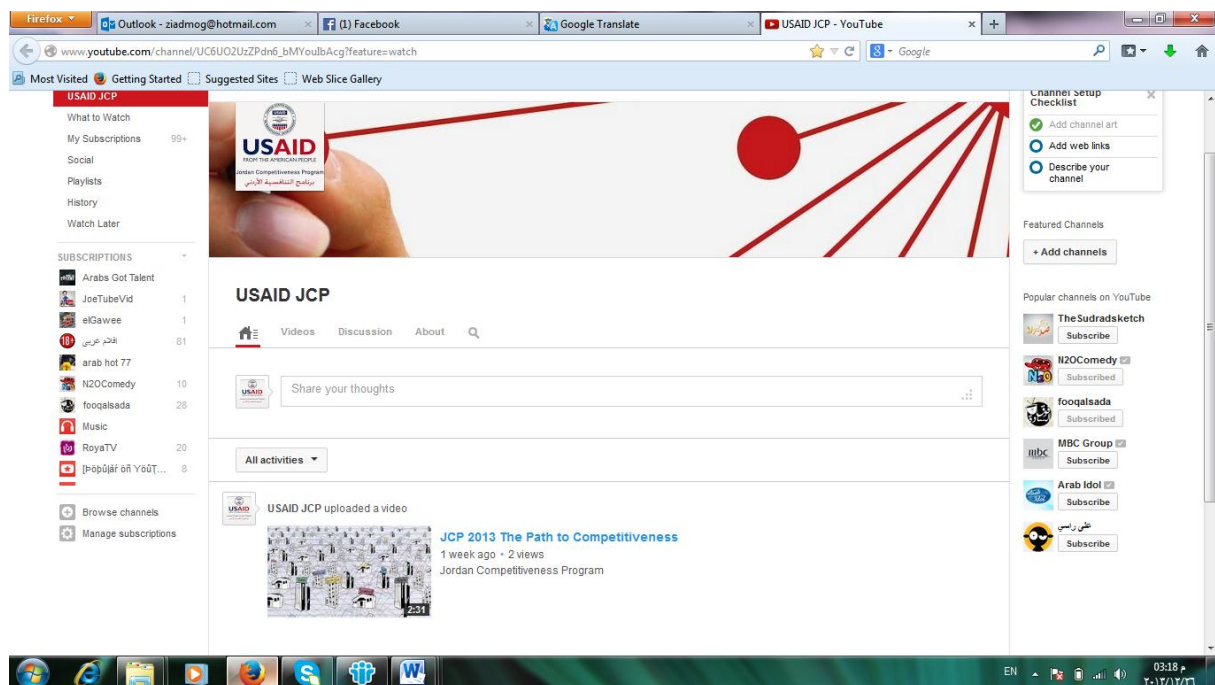 Firefox
Outlook - ziadmog@hotmail.com
(1) Facebook
Google Translate
USAID JCP - YouTube
www.youtube.com/channel/UC6UO2UzZPdn6_bMYouIbAcg?feature=watch
Google
Most Visited
Getting Started
Suggested Sites
Web Slice Gallery
USAID JCP
What to Watch
My Subscriptions 99+
Social
Playlists
History
Watch Later
SUBSCRIPTIONS
Arabs Got Talent
JoeTubeVid 1
elGawee 1
افلام عربي 81
arab hot 77
N2OComedy 10
fooqalsada 28
Music
RoyaTV 20
8
Browse channels
Manage subscriptions
USAID
FROM THE AMERICAN PEOPLE
Jordan Competitiveness Program
برنامج التنافسية الأردني
USAID JCP
Videos
Discussion
About
USAID
Share your thoughts
All activities
USAID
USAID JCP uploaded a video
JCP 2013 The Path to Competitiveness
1 week ago • 2 views
Jordan Competitiveness Program
2:31
Channel Setup
Checklist
Add channel art
Add web links
Describe your
channel
Featured Channels
+ Add channels
Popular channels on YouTube
TheSudradsketch
Subscribe
N2OComedy
Subscribed
fooqalsada
Subscribed
MBC Group
Subscribe
Arab Idol
Subscribe
على راسي
Subscribe
EN
03:18 م
٢٠١٣/١٢/٢٦